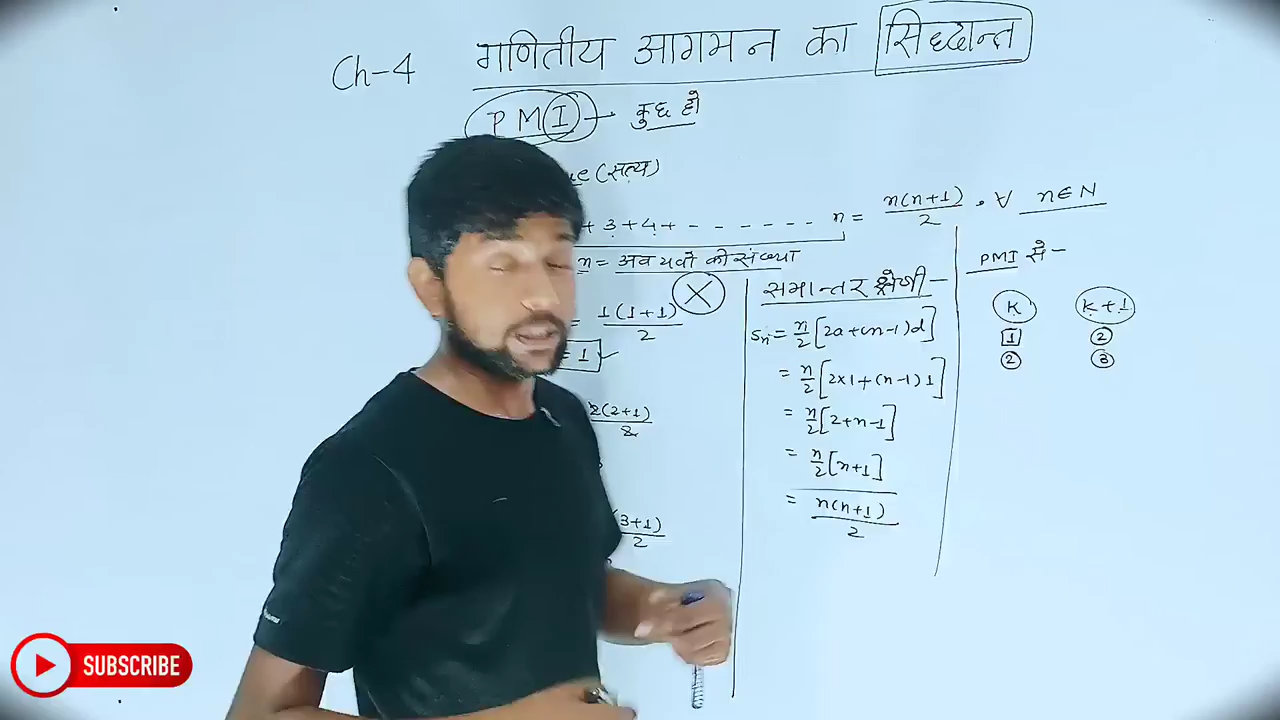 Ch-4 गणितीय आगमन का सिद्धान्त
PMI कुछ हो
(सत्य)
+ 3 + 4 + - - - - - - n = n(n+1)/2 . ∀ n∈N
n = अवयवों की संख्या
= 1(1+1)/2
= 1 ✓
2(2+1)/2
(3+1)/2
समान्तर श्रेणी –
Sn = n/2 [2a+(n-1)d]
= n/2 [2×1+(n-1)1]
= n/2 [2+n-1]
= n/2 [n+1]
= n(n+1)/2
PMI से –
K K+1
1 2
2 3
SUBSCRIBE